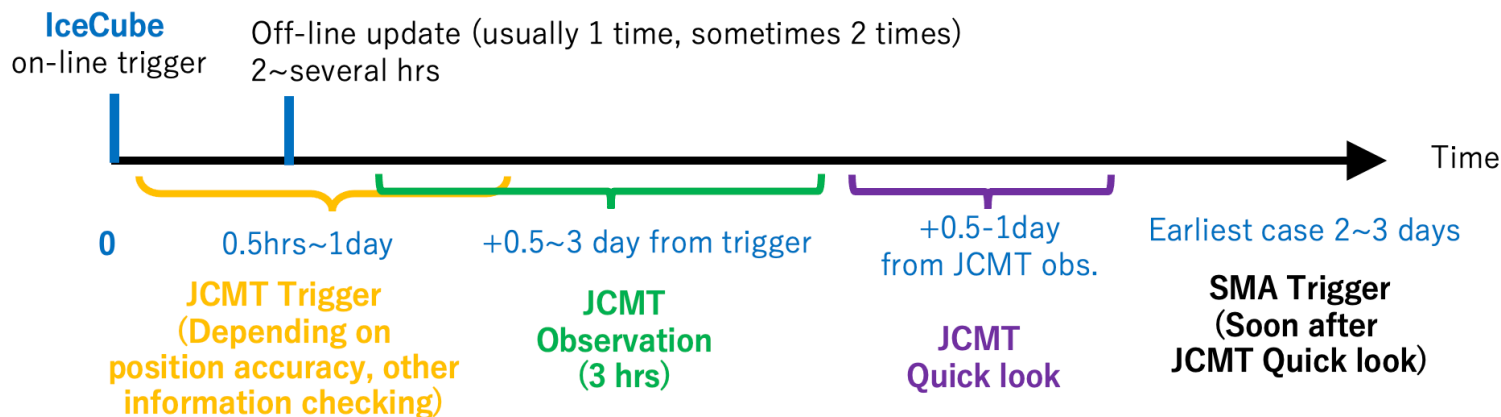 IceCube
on-line trigger
Off-line update (usually 1 time, sometimes 2 times)
2~several hrs
Time
0
0.5hrs~1day
+0.5~3 day from trigger
+0.5-1day
from JCMT obs.
Earliest case 2~3 days
JCMT Trigger
(Depending on
position accuracy, other
information checking)
JCMT
Observation
(3 hrs)
JCMT
Quick look
SMA Trigger
(Soon after
JCMT Quick look)